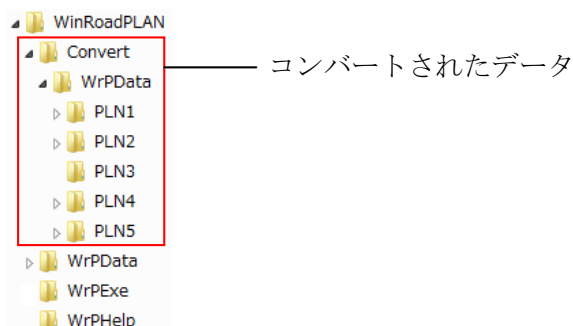 WinRoadPLAN
Convert
コンバートされたデータ
WrPData
PLN1
PLN2
PLN3
PLN4
PLN5
WrPData
WrPExe
WrPHelp